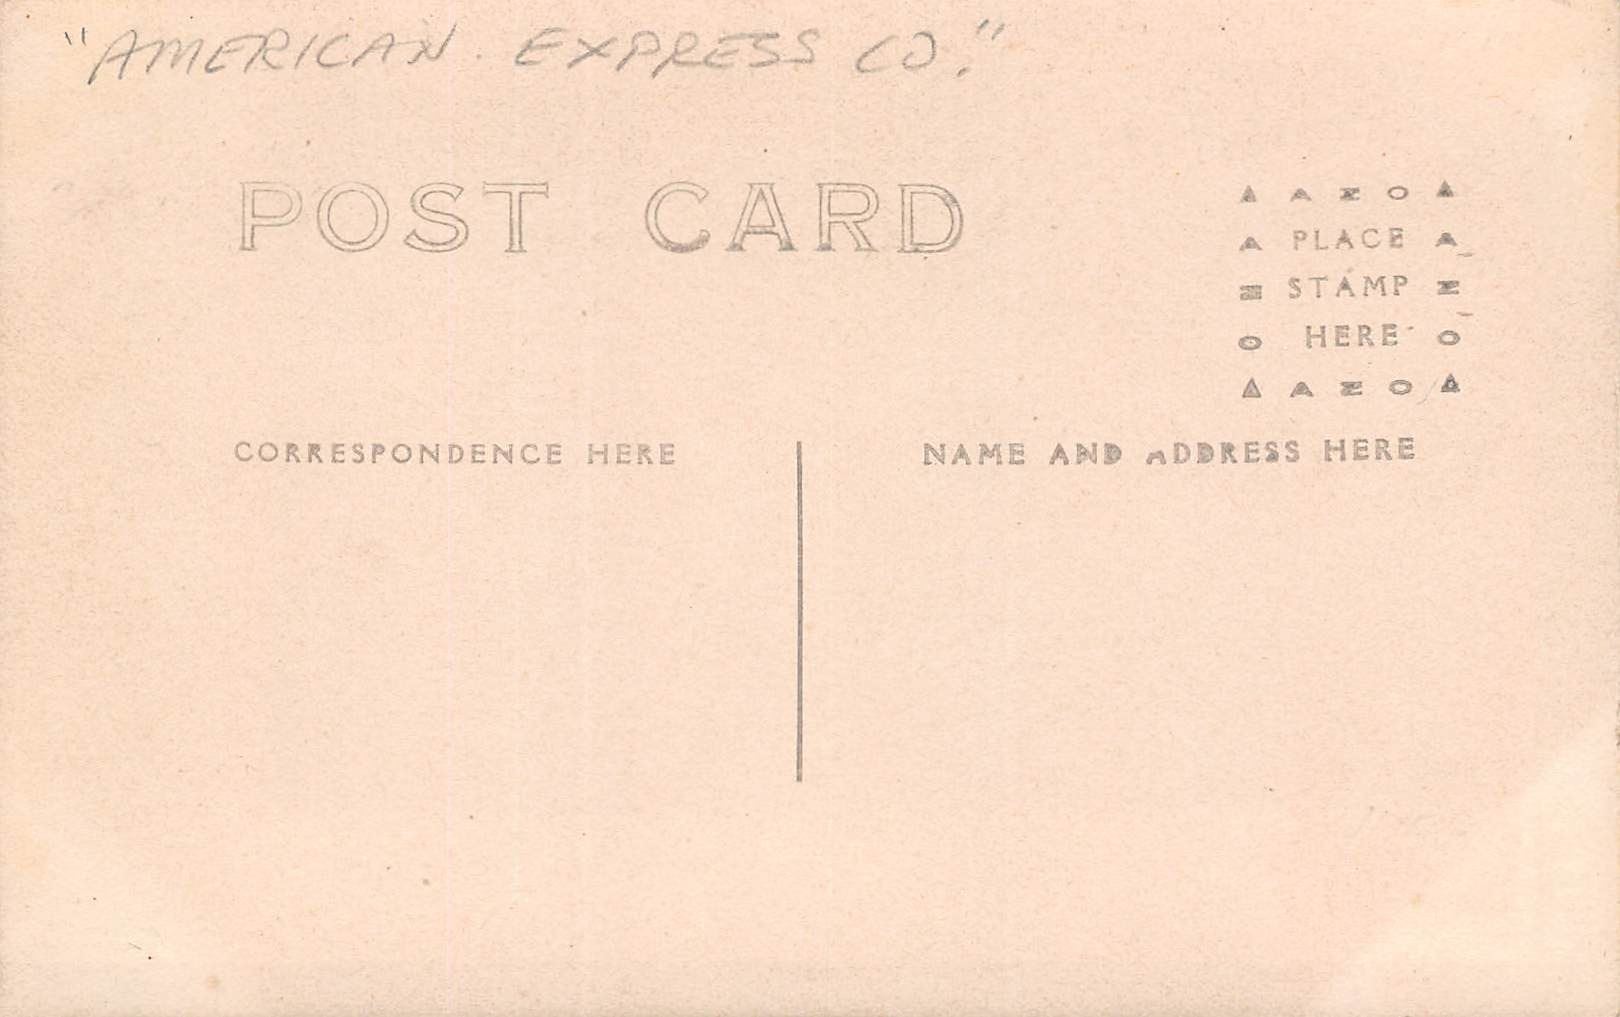 "AMERICAN. EXPRESS CO."
POST CARD
▲ AZO ▲
A PLACE A
Z STAMP Z
O HERE O
▲ AZO ▲
CORRESPONDENCE HERE
NAME AND ADDRESS HERE